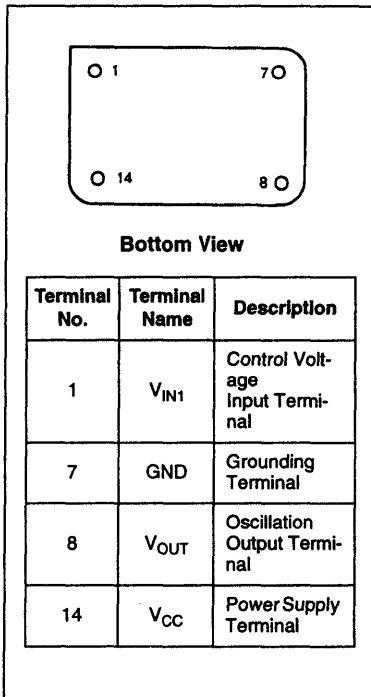 1 7
14 8
Bottom View
Terminal No. Terminal Name Description
1 VIN1 Control Volt-
age
Input Termi-
nal
7 GND Grounding
Terminal
8 VOUT Oscillation
Output Termi-
nal
14 VCC Power Supply
Terminal